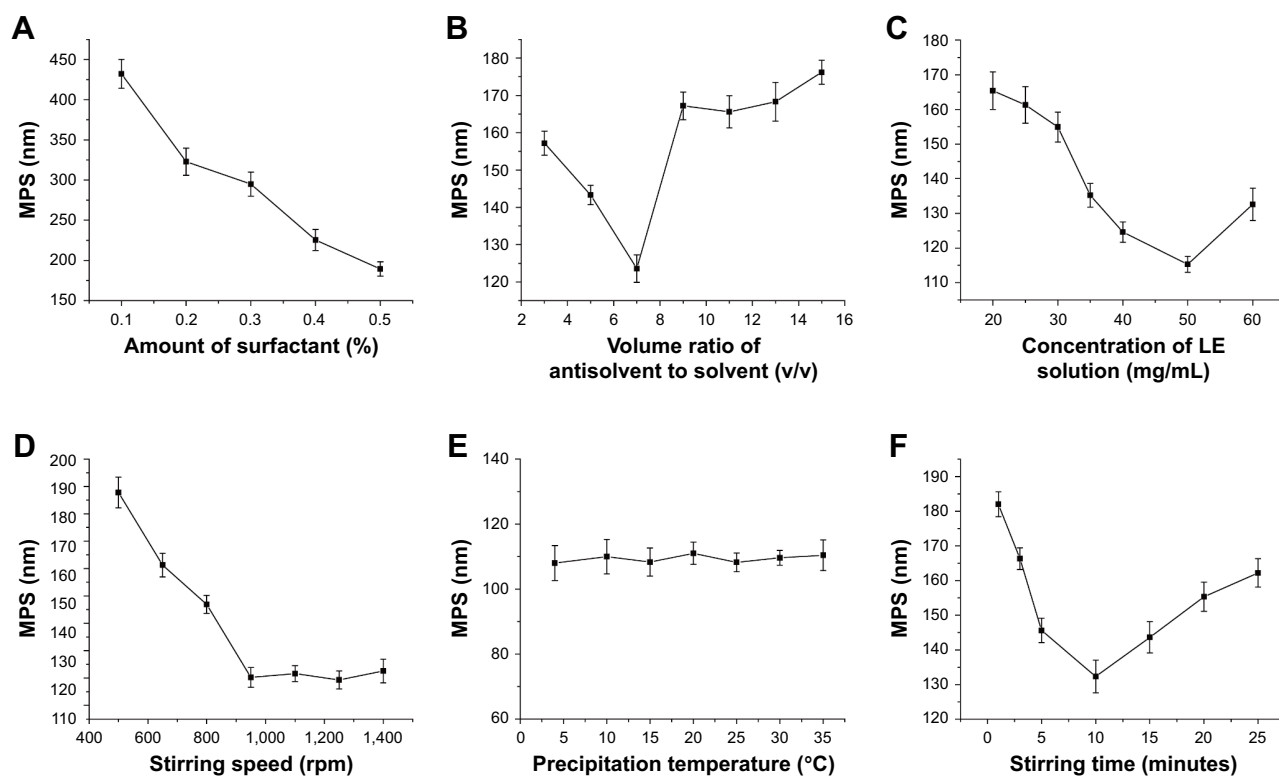 A
450
425
350
300
250
200
150
MPS (nm)
0.1 0.2 0.3 0.4 0.5
Amount of surfactant (%)
B
180
170
160
150
140
130
120
MPS (nm)
2 4 6 8 10 12 14 16
Volume ratio of
antisolvent to solvent (v/v)
C
180
170
160
150
140
130
120
110
MPS (nm)
20 30 40 50 60
Concentration of LE
solution (mg/mL)
D
200
190
180
170
160
150
140
130
120
110
MPS (nm)
400 600 800 1,000 1,200 1,400
Stirring speed (rpm)
E
140
120
100
80
60
MPS (nm)
0 5 10 15 20 25 30 35
Precipitation temperature (°C)
F
190
180
170
160
150
140
130
120
MPS (nm)
0 5 10 15 20 25
Stirring time (minutes)